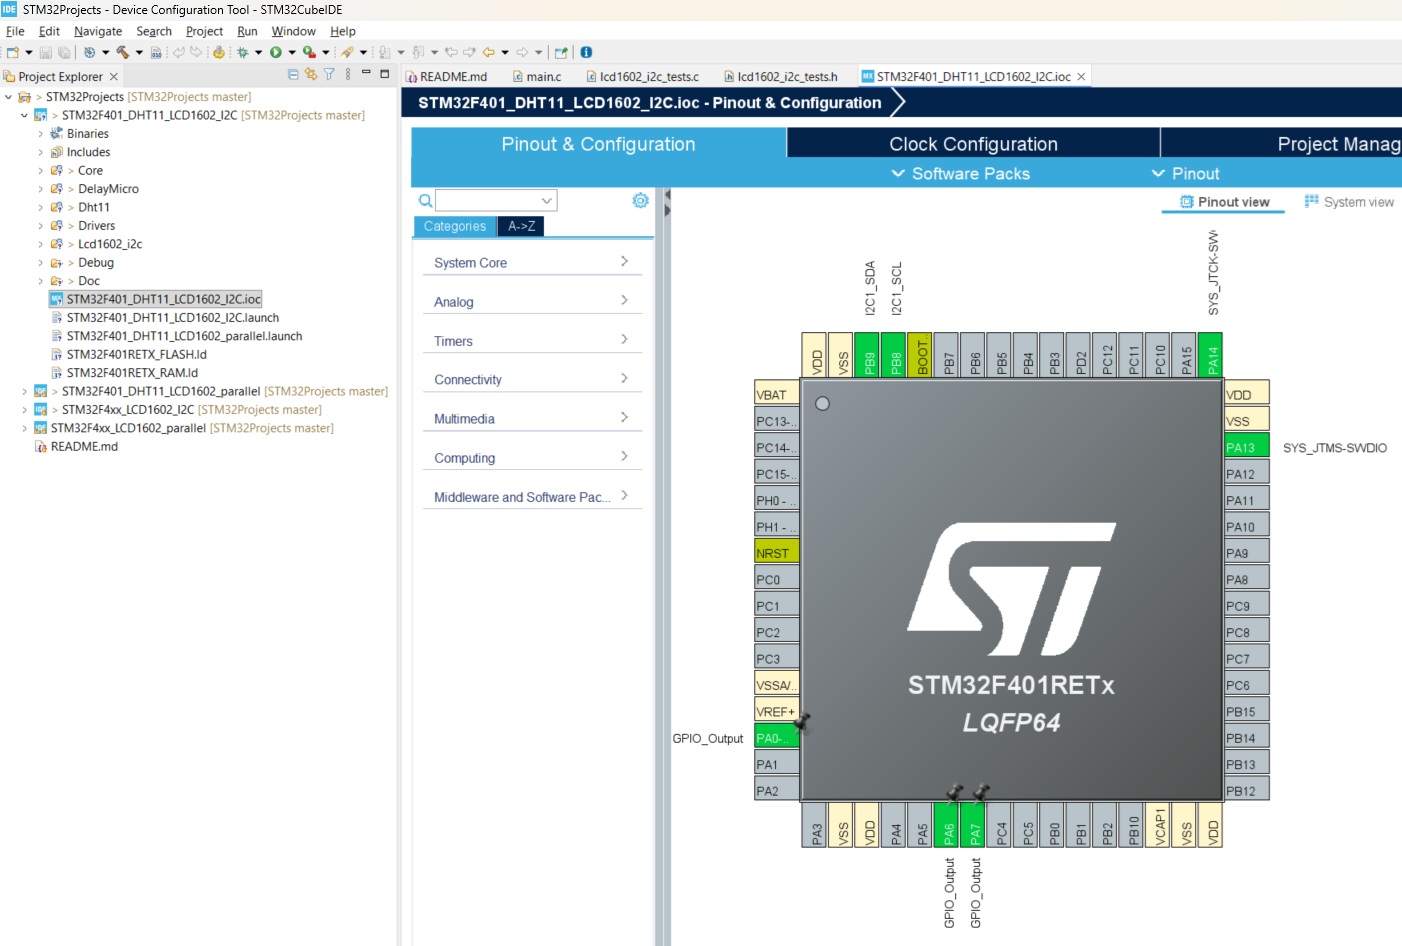 IDE STM32Projects - Device Configuration Tool - STM32CubeIDE
File Edit Navigate Search Project Run Window Help
Project Explorer
README.md
main.c
lcd1602_i2c_tests.c
lcd1602_i2c_tests.h
MX STM32F401_DHT11_LCD1602_I2C.ioc
> STM32Projects [STM32Projects master]
> STM32F401_DHT11_LCD1602_I2C [STM32Projects master]
Binaries
Includes
> Core
> DelayMicro
> Dht11
> Drivers
> Lcd1602_i2c
> Debug
> Doc
MX STM32F401_DHT11_LCD1602_I2C.ioc
STM32F401_DHT11_LCD1602_I2C.launch
STM32F401_DHT11_LCD1602_parallel.launch
STM32F401RETX_FLASH.ld
STM32F401RETX_RAM.ld
> STM32F401_DHT11_LCD1602_parallel [STM32Projects master]
> STM32F4xx_LCD1602_I2C [STM32Projects master]
STM32F4xx_LCD1602_parallel [STM32Projects master]
README.md
STM32F401_DHT11_LCD1602_I2C.ioc - Pinout & Configuration
Pinout & Configuration
Clock Configuration
Project Manag
Software Packs
Pinout
Pinout view
System view
Categories
A->Z
System Core
Analog
Timers
Connectivity
Multimedia
Computing
Middleware and Software Pac...
I2C1_SDA
I2C1_SCL
SYS_JTCK-SW
VDD
VSS
PB9
PB8
BOOT..
PB7
PB6
PB5
PB4
PB3
PD2
PC12
PC11
PC10
PA15
PA14
VBAT
PC13-..
PC14-..
PC15-..
PH0 - ..
PH1 - ..
NRST
PC0
PC1
PC2
PC3
VSSA/..
VREF+
GPIO_Output
PA0-..
PA1
PA2
STM32F401RETx
LQFP64
VDD
VSS
PA13
SYS_JTMS-SWDIO
PA12
PA11
PA10
PA9
PA8
PC9
PC8
PC7
PC6
PB15
PB14
PB13
PB12
PA3
VSS
VDD
PA4
PA5
PA6
PA7
PC4
PC5
PB0
PB1
PB2
PB10
VCAP1
VSS
VDD
GPIO_Output
GPIO_Output